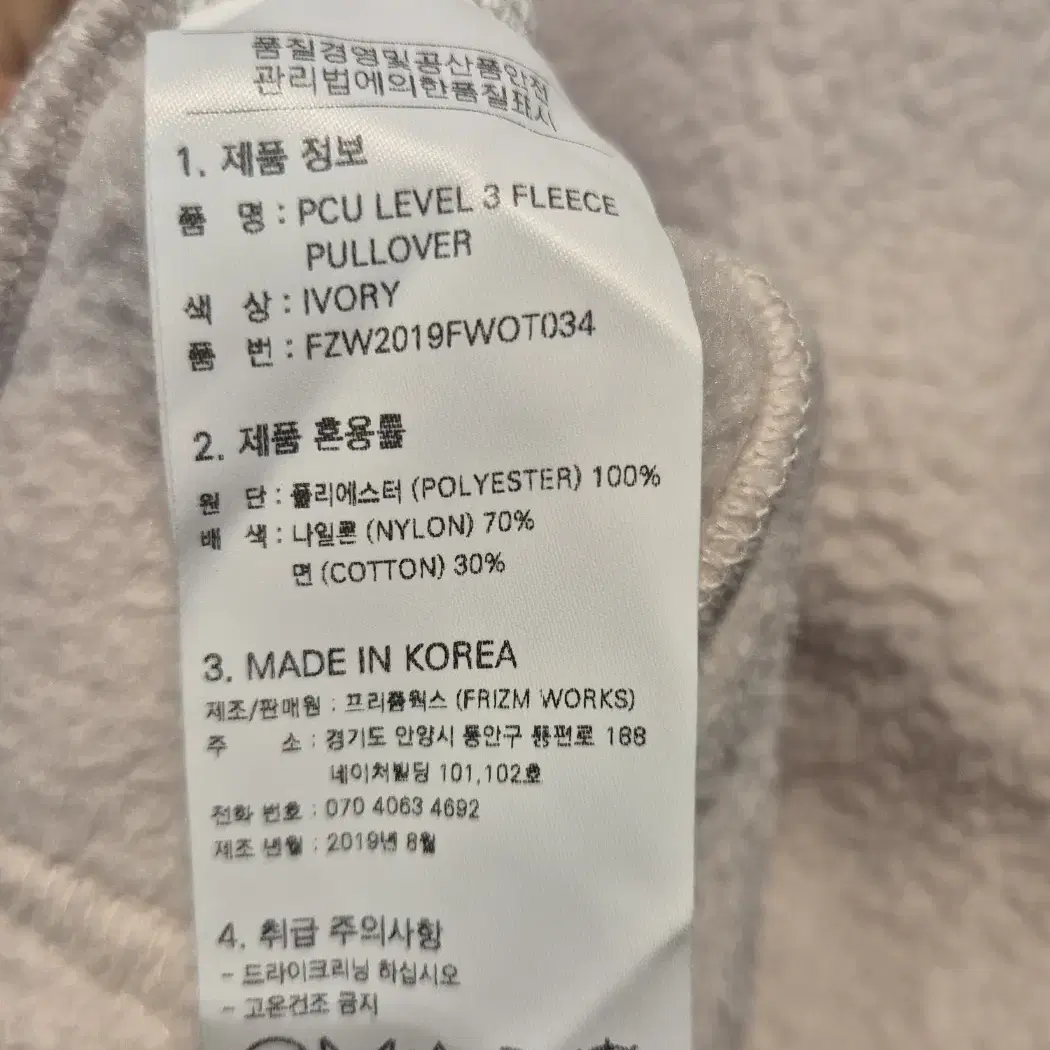 품질경영및공산품안전
관리법에의한품질표시
1. 제품 정보
품 명 : PCU LEVEL 3 FLEECE
PULLOVER
색 상 : IVORY
품 번 : FZW2019FWOT034
2. 제품 혼용률
원 단 : 폴리에스터 (POLYESTER) 100%
배 색 : 나일론 (NYLON) 70%
면 (COTTON) 30%
3. MADE IN KOREA
제조/판매원 : 프리즘웍스 (FRIZM WORKS)
주 소 : 경기도 안양시 동안구 흥편로 188
네이처빌딩 101,102호
전화 번호 : 070 4063 4692
제조 년월 : 2019년 8월
4. 취급 주의사항
- 드라이크리닝 하십시오
- 고온건조 금지